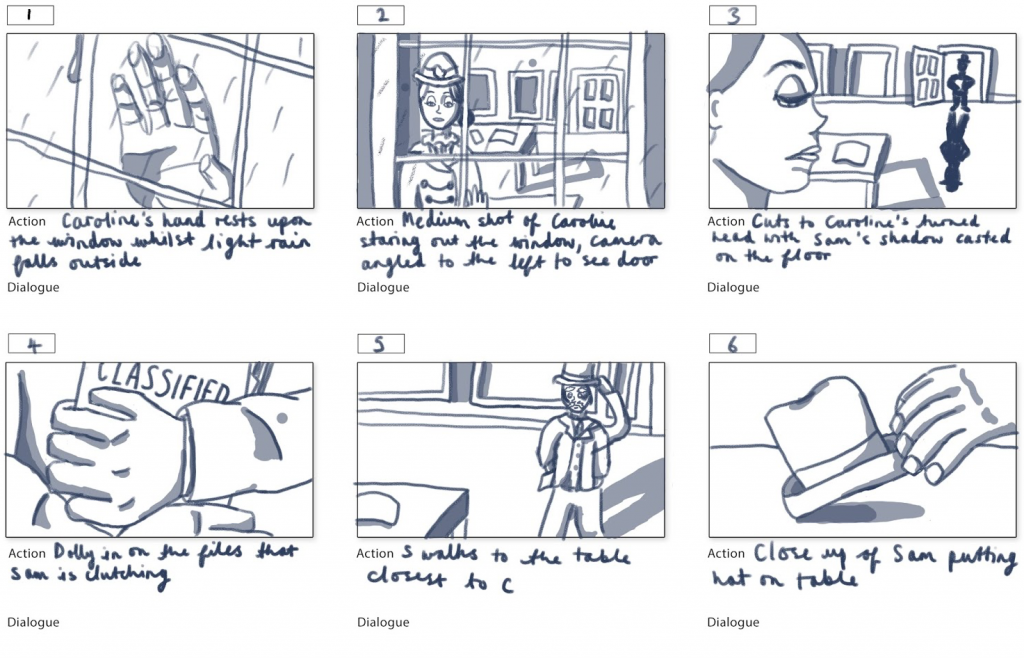 1
Action Caroline's hand rests upon
the window whilst light rain
falls outside
Dialogue
2
Action Medium shot of Caroline
staring out the window, camera
angled to the left to see door
Dialogue
3
Action Cuts to Caroline's turned
head with Sam's shadow casted
on the floor
Dialogue
4
CLASSIFIED
Action Dolly in on the files that
Sam is clutching
Dialogue
5
Action S walks to the table
closest to C
Dialogue
6
Action Close up of Sam putting
hat on table
Dialogue